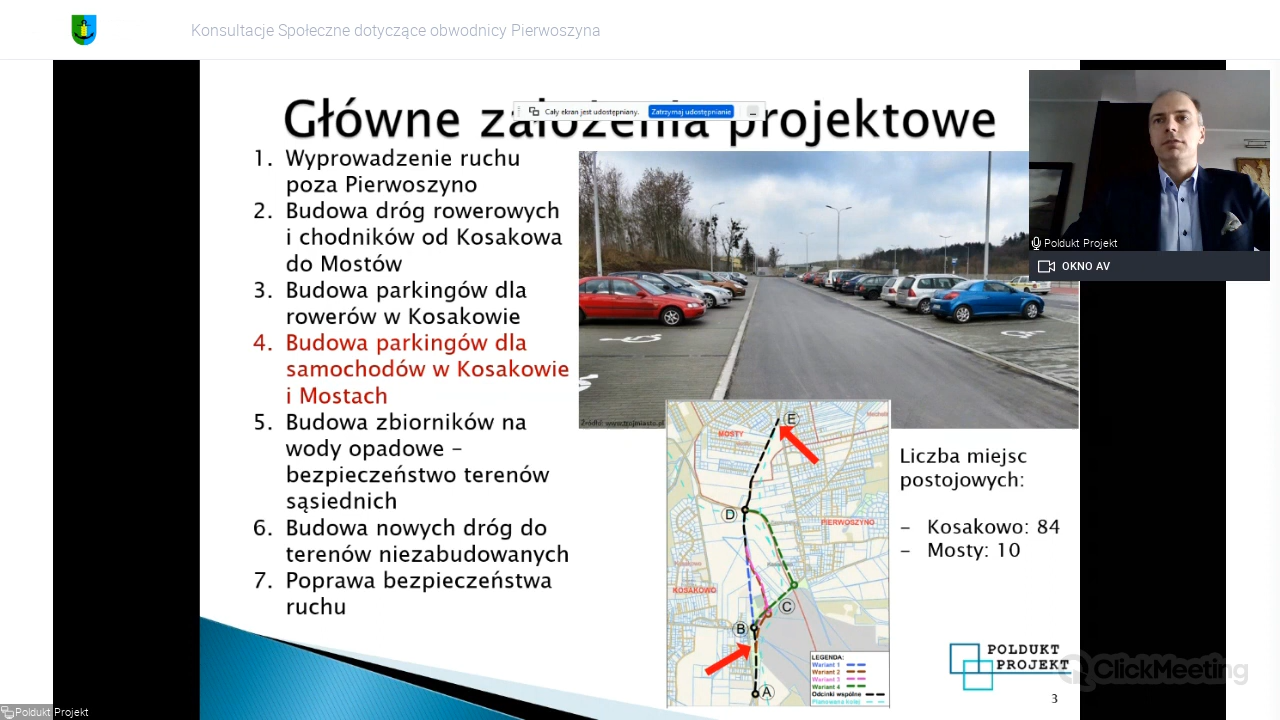 Konsultacje Społeczne dotyczące obwodnicy Pierwoszyna
Główne założenia projektowe
Cały ekran jest udostępniany.
Zatrzymaj udostępnianie
1. Wyprowadzenie ruchu
poza Pierwoszyno
2. Budowa dróg rowerowych
i chodników od Kosakowa
do Mostów
3. Budowa parkingów dla
rowerów w Kosakowie
4. Budowa parkingów dla
samochodów w Kosakowie
i Mostach
5. Budowa zbiorników na
wody opadowe –
bezpieczeństwo terenów
sąsiednich
6. Budowa nowych dróg do
terenów niezabudowanych
7. Poprawa bezpieczeństwa
ruchu
Poldukt Projekt
OKNO AV
MOSTY
E
D
PIERWOSZYNO
KOSAKOWO
C
B
A
LEGENDA:
Wariant 1
Wariant 2
Wariant 3
Wariant 4
Odcinki wspólne
Planowana kolej
Liczba miejsc
postojowych:
– Kosakowo: 84
– Mosty: 10
POLDUKT
PROJEKT
ClickMeeting
3
Poldukt Projekt